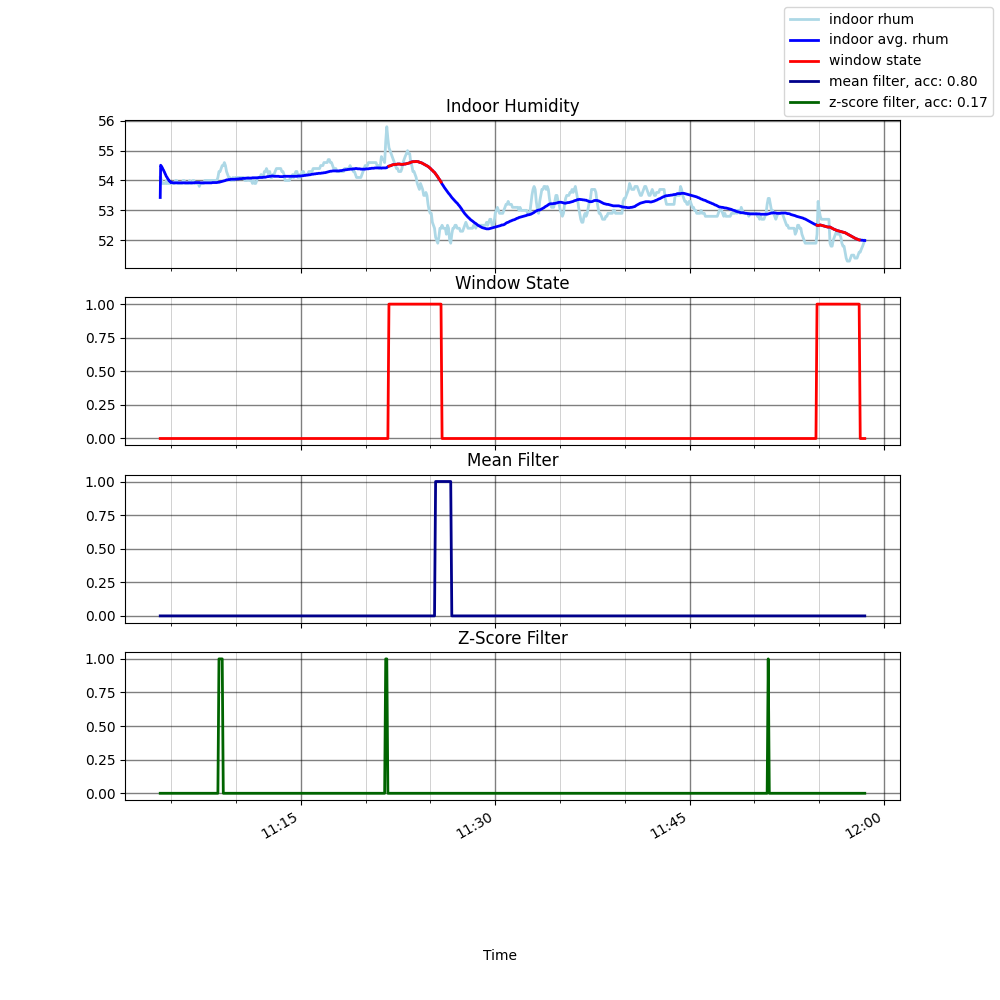 indoor rhum
indoor avg. rhum
window state
mean filter, acc: 0.80
z-score filter, acc: 0.17
Indoor Humidity
56
55
54
53
52
Window State
1.00
0.75
0.50
0.25
0.00
Mean Filter
1.00
0.75
0.50
0.25
0.00
Z-Score Filter
1.00
0.75
0.50
0.25
0.00
11:15 11:30 11:45 12:00
Time